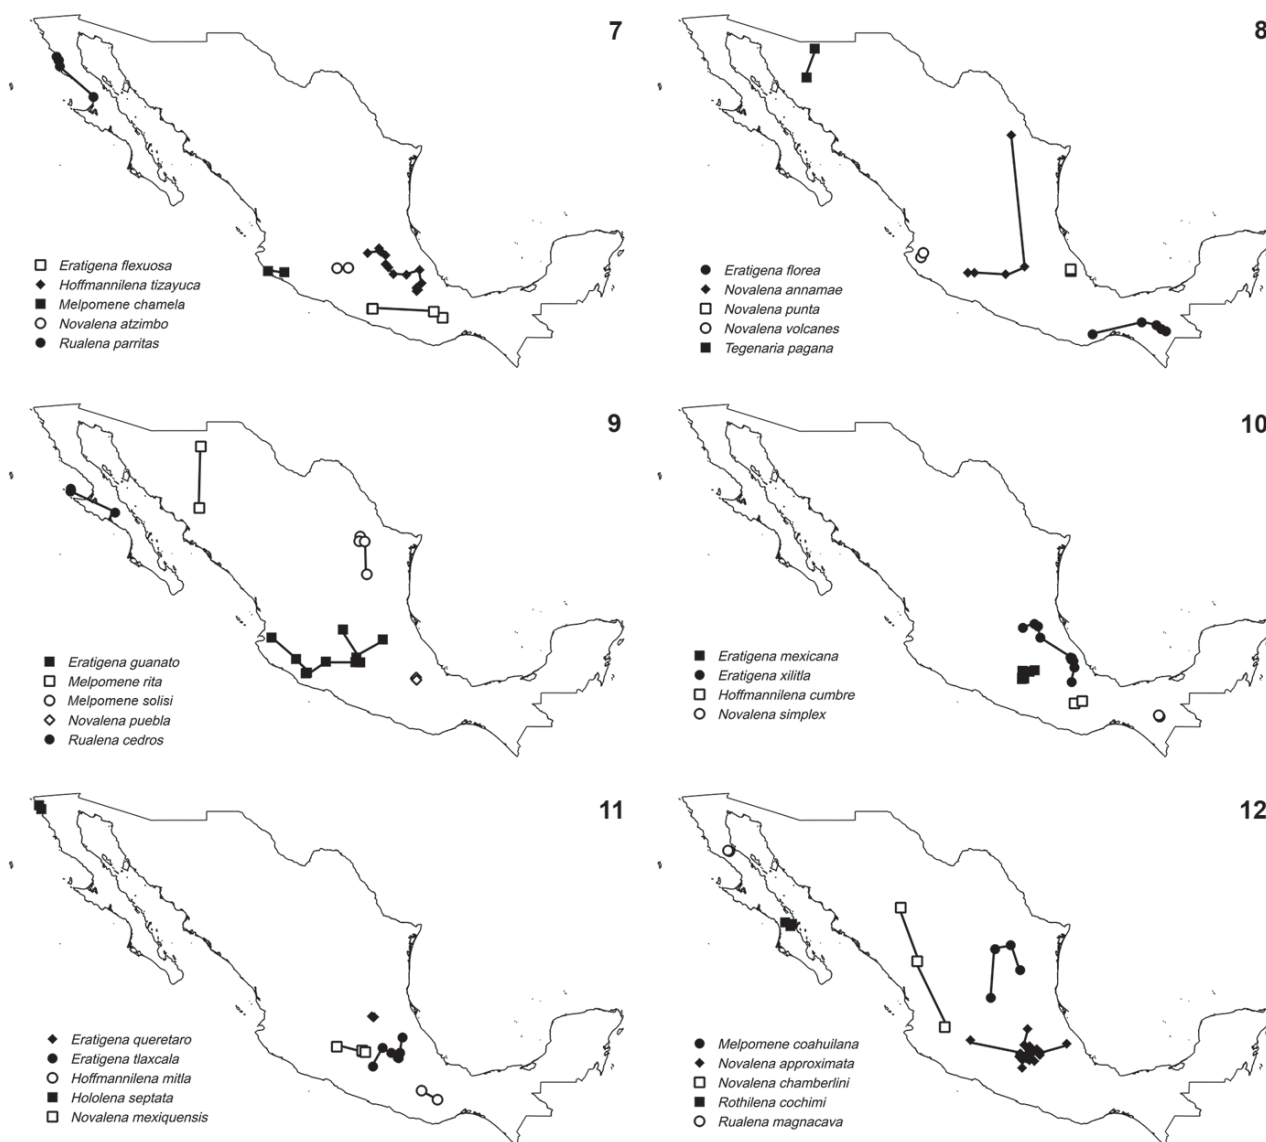 7
Eratigena flexuosa
Hoffmannilena tizayuca
Melpomene chamela
Novalena atzimbo
Rualena parritas
8
Eratigena florea
Novalena annamae
Novalena punta
Novalena volcanes
Tegenaria pagana
9
Eratigena guanato
Melpomene rita
Melpomene solisi
Novalena puebla
Rualena cedros
10
Eratigena mexicana
Eratigena xilitla
Hoffmannilena cumbre
Novalena simplex
11
Eratigena queretaro
Eratigena tlaxcala
Hoffmannilena mitla
Hololena septata
Novalena mexiquensis
12
Melpomene coahuilana
Novalena approximata
Novalena chamberlini
Rothilena cochimi
Rualena magnacava